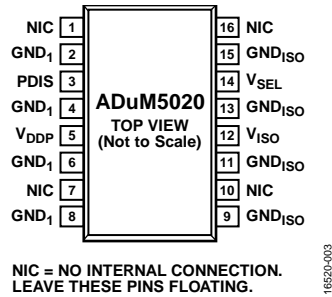 NIC 1 16 NIC
GND1 2 15 GNDISO
PDIS 3 14 VSEL
GND1 4 ADuM5020 13 GNDISO
TOP VIEW
VDDP 5 (Not to Scale) 12 VISO
GND1 6 11 GNDISO
NIC 7 10 NIC
GND1 8 9 GNDISO
NIC = NO INTERNAL CONNECTION.
LEAVE THESE PINS FLOATING.
16520-003